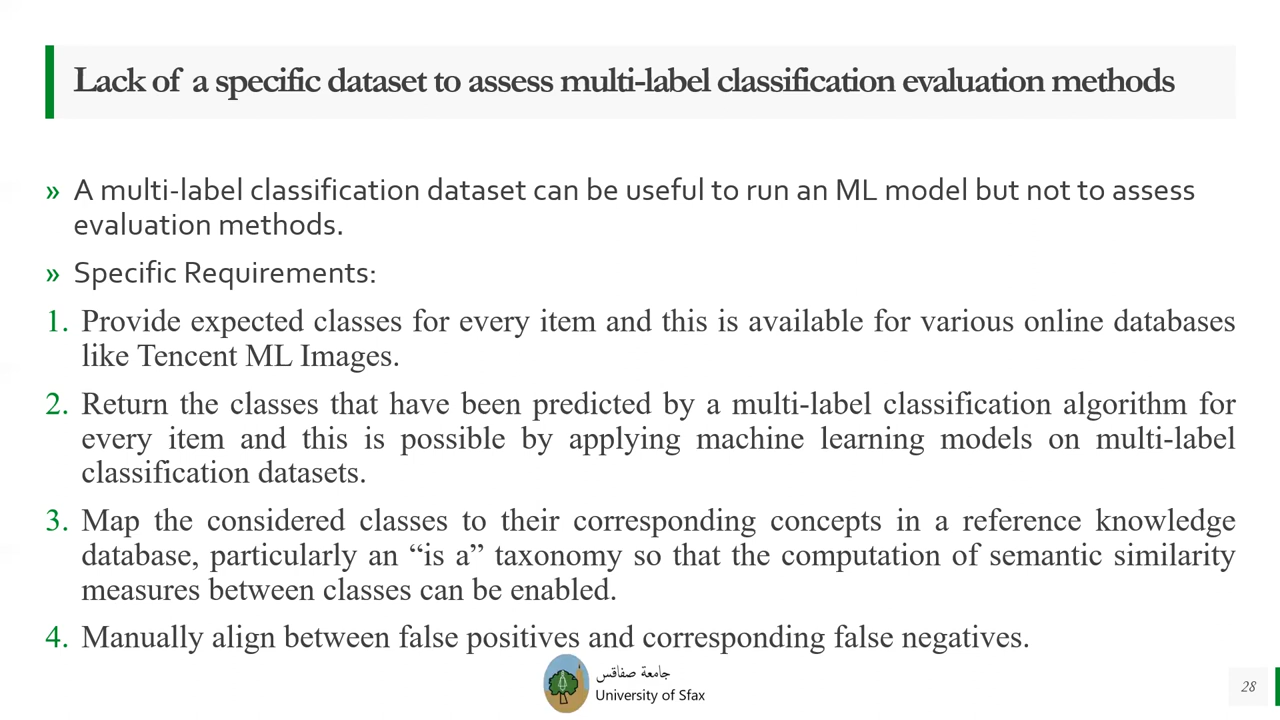 Lack of a specific dataset to assess multi-label classification evaluation methods
» A multi-label classification dataset can be useful to run an ML model but not to assess
evaluation methods.
» Specific Requirements:
1. Provide expected classes for every item and this is available for various online databases
like Tencent ML Images.
2. Return the classes that have been predicted by a multi-label classification algorithm for
every item and this is possible by applying machine learning models on multi-label
classification datasets.
3. Map the considered classes to their corresponding concepts in a reference knowledge
database, particularly an “is a” taxonomy so that the computation of semantic similarity
measures between classes can be enabled.
4. Manually align between false positives and corresponding false negatives.
جامعة صفاقس
University of Sfax
28